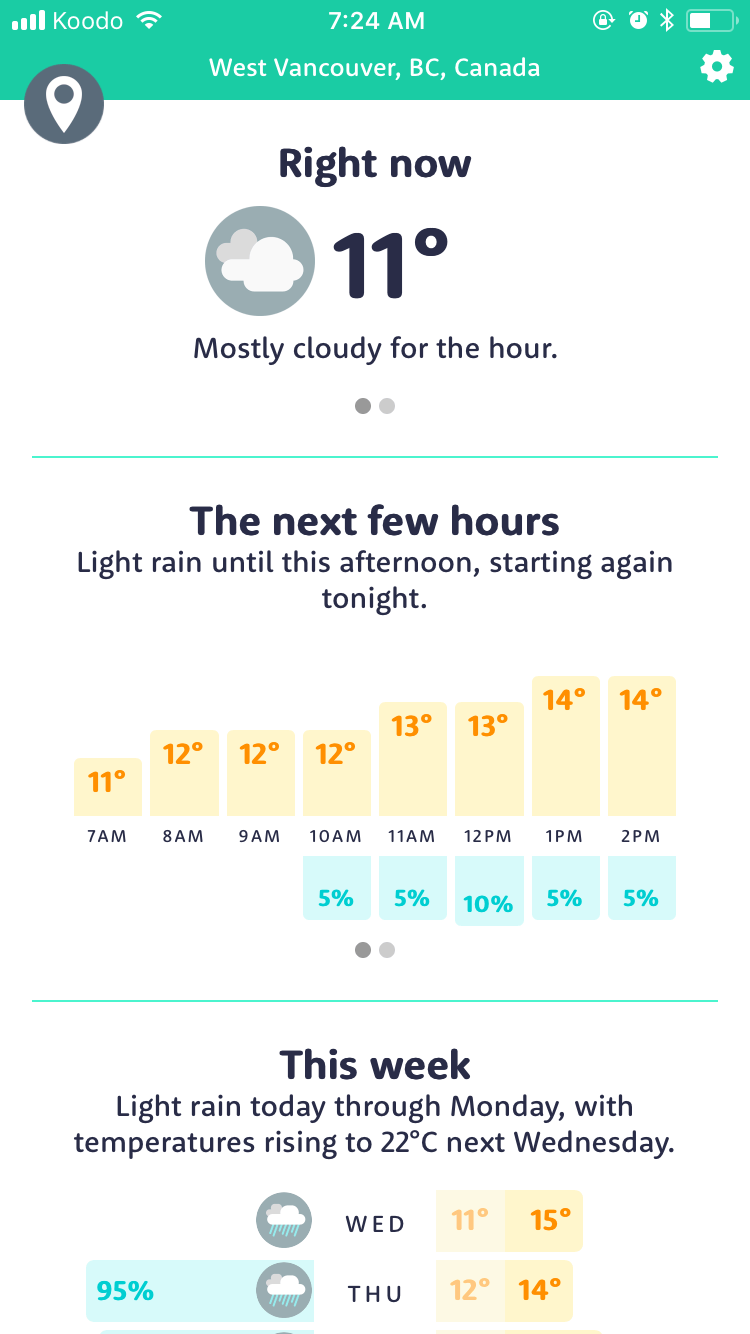 Koodo 7:24 AM
West Vancouver, BC, Canada
Right now
11°
Mostly cloudy for the hour.
The next few hours
Light rain until this afternoon, starting again
tonight.
11° 12° 12° 12° 13° 13° 14° 14°
7AM 8AM 9AM 10AM 11AM 12PM 1PM 2PM
5% 5% 10% 5% 5%
This week
Light rain today through Monday, with
temperatures rising to 22°C next Wednesday.
WED 11° 15°
95% THU 12° 14°